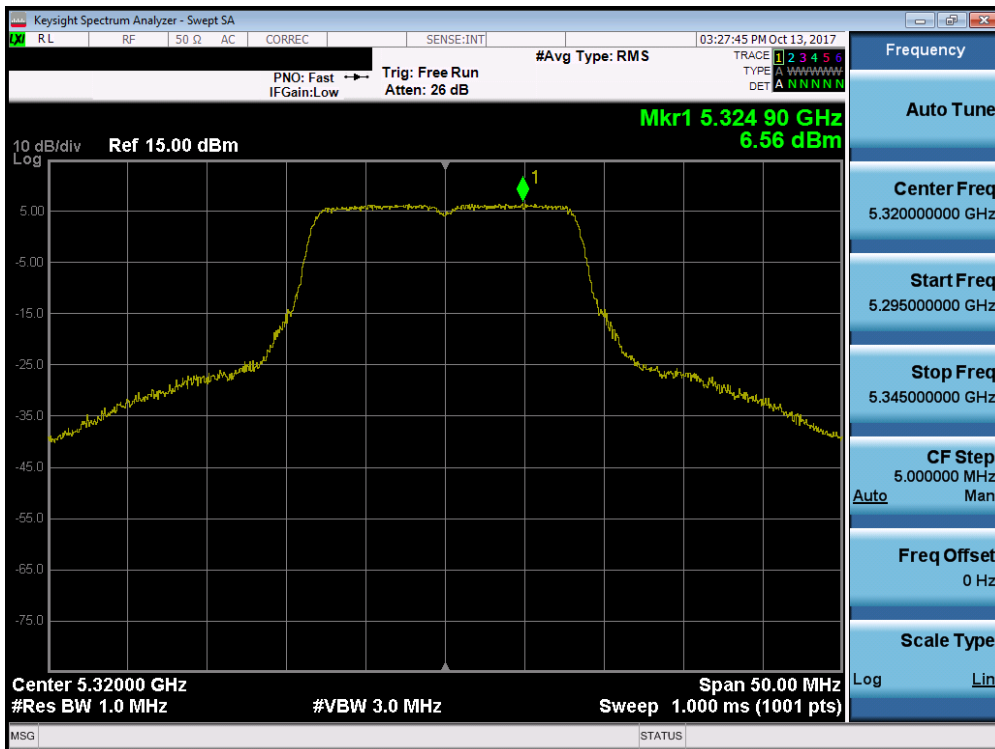 Keysight Spectrum Analyzer - Swept SA
LXI RL RF 50 Ω AC CORREC SENSE:INT 03:27:45 PM Oct 13, 2017
#Avg Type: RMS
TRACE 1 2 3 4 5 6
TYPE A WWWWW
DET A N N N N N
PNO: Fast
IFGain:Low
Trig: Free Run
Atten: 26 dB
Mkr1 5.324 90 GHz
6.56 dBm
10 dB/div Ref 15.00 dBm
Log
1
5.00
-5.00
-15.0
-25.0
-35.0
-45.0
-55.0
-65.0
-75.0
Center 5.32000 GHz Span 50.00 MHz
#Res BW 1.0 MHz #VBW 3.0 MHz Sweep 1.000 ms (1001 pts)
MSG STATUS
Frequency
Auto Tune
Center Freq
5.320000000 GHz
Start Freq
5.295000000 GHz
Stop Freq
5.345000000 GHz
CF Step
5.000000 MHz
Auto Man
Freq Offset
0 Hz
Scale Type
Log Lin